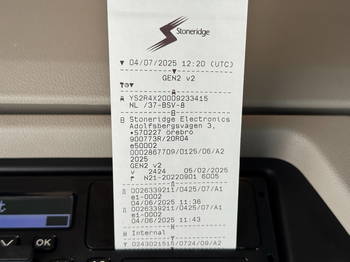 Stoneridge
▼ 04/07/2025 12:20 (UTC)
GEN2 v2
A YS2R4X20009233415
NL /37-BSV-8
B Stoneridge Electronics
Adolfsbergsvägen 3,
•S70227 örebro
900773R/20R04
e50002
0002867709/0125/06/A2
2025
GEN2 v2
v 2424 05/02/2025
r N21-20220901 6005
0026339211/0425/07/A1
e1-0002
04/06/2025 11:36
0026339211/0425/07/A1
e1-0002
04/06/2025 11:43
H
H Internal
Y 0243021515/0724/09/A2
OK